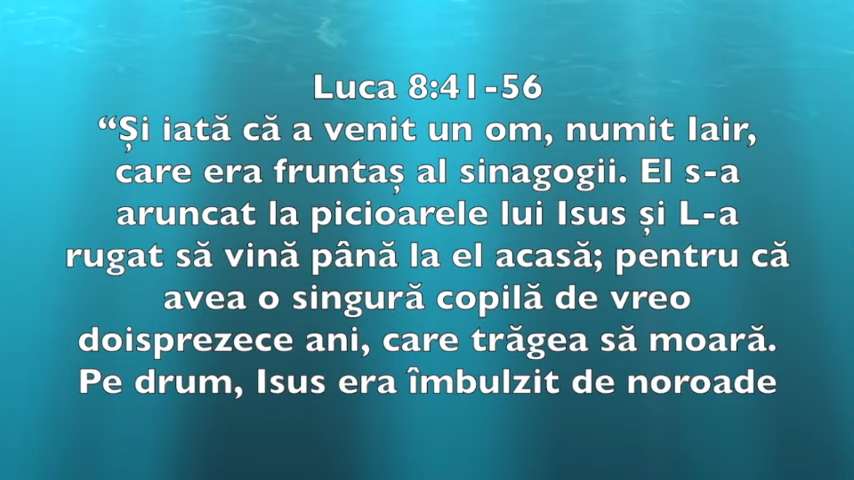 Luca 8:41-56
“Și iată că a venit un om, numit Iair,
care era fruntaș al sinagogii. El s-a
aruncat la picioarele lui Isus și L-a
rugat să vină până la el acasă; pentru că
avea o singură copilă de vreo
doisprezece ani, care trăgea să moară.
Pe drum, Isus era îmbulzit de noroade